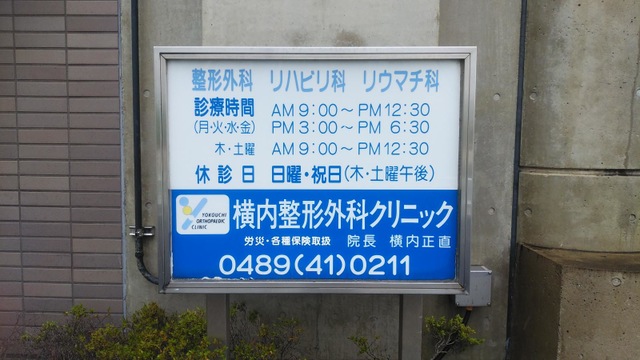 整形外科 リハビリ科 リウマチ科
診療時間 AM 9:00～PM 12:30
(月・火・水・金) PM 3:00～PM 6:30
木・土曜 AM 9:00～PM 12:30
休診日 日曜・祝日(木・土曜午後)
YOKOUCHI
ORTHOPAEDIC
CLINIC
横内整形外科クリニック
労災・各種保険取扱 院長 横内正直
0489(41)0211